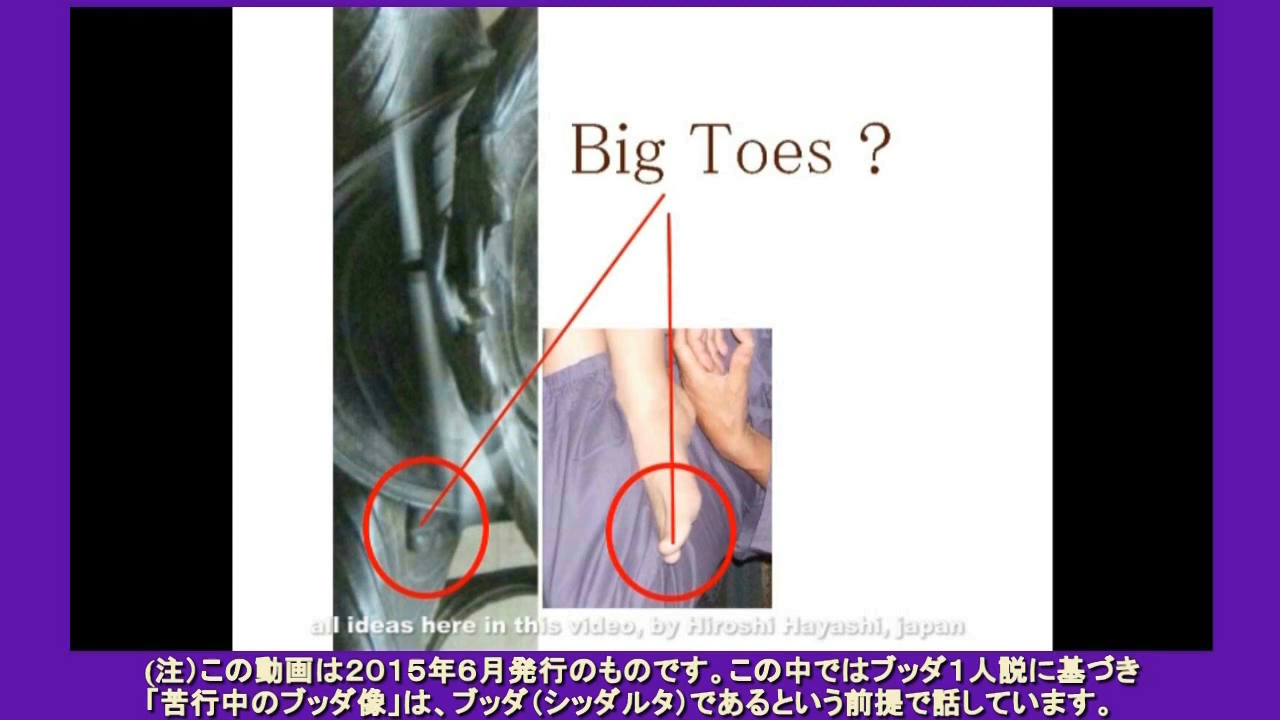 Big Toes ?
all ideas here in this video, by Hiroshi Hayashi, japan
(注)この動画は2015年6月発行のものです。この中ではブッダ1人説に基づき
「苦行中のブッダ像」は、ブッダ(シッダルタ)であるという前提で話しています。